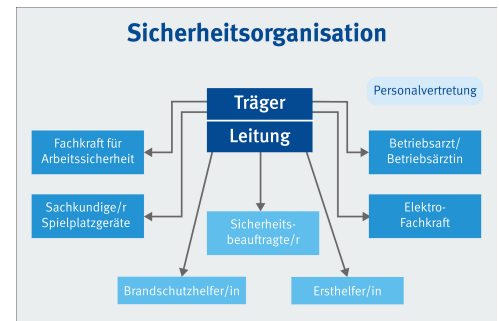 Sicherheitsorganisation
Träger
Leitung
Personalvertretung
Fachkraft für
Arbeitssicherheit
Betriebsarzt/
Betriebsärztin
Sachkundige/r
Spielplatzgeräte
Elektro-
Fachkraft
Sicherheits-
beauftragte/r
Brandschutzhelfer/in
Ersthelfer/in